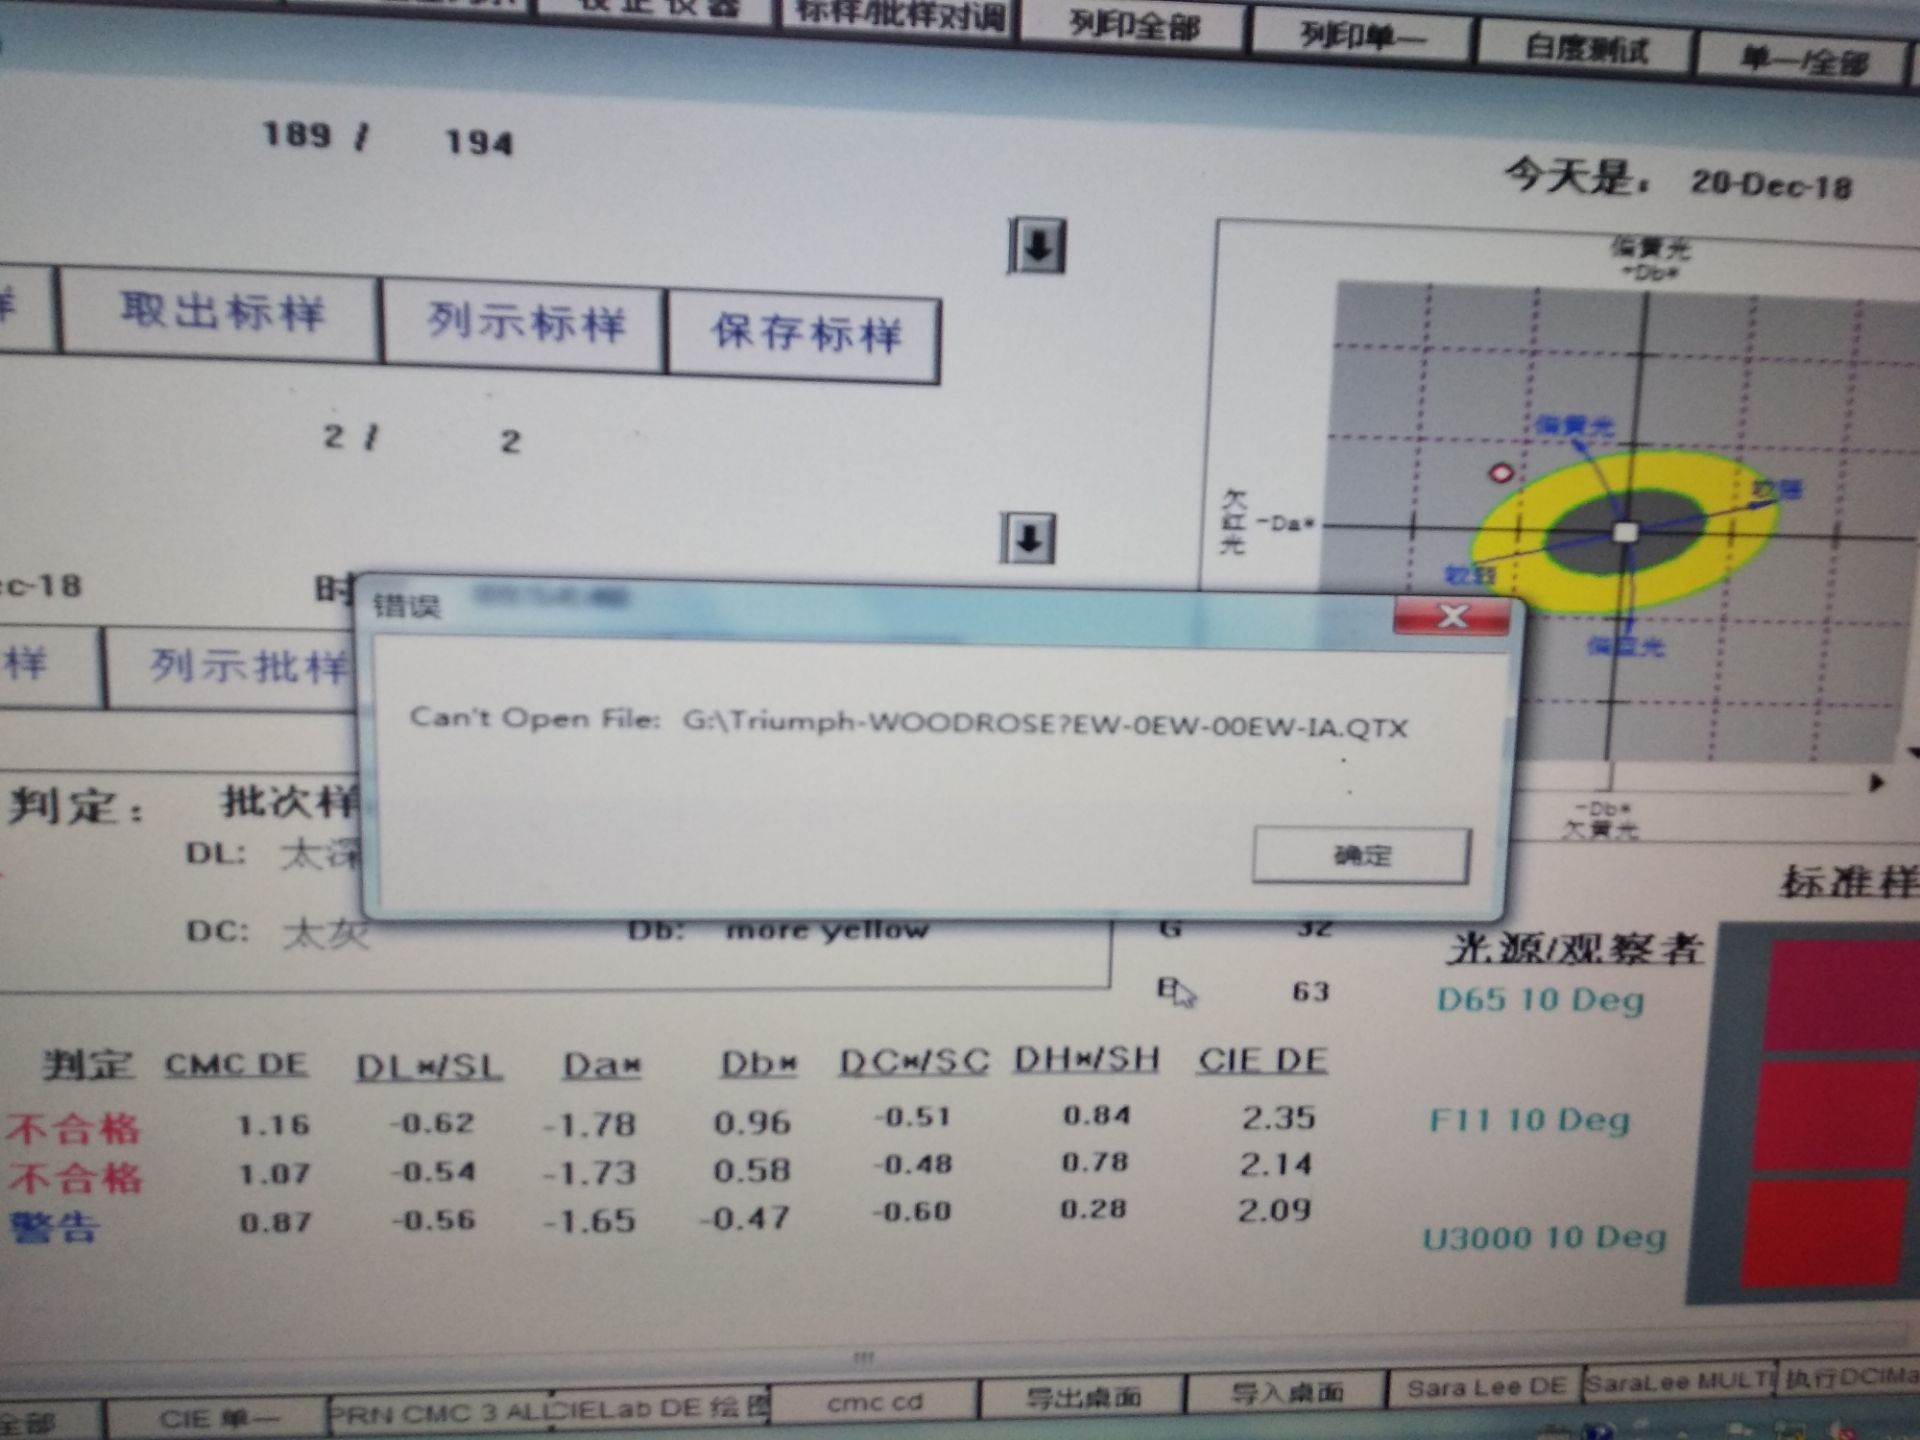 校正仪器 标样/批样对调 列印全部 列印单一 白度测试 单一/全部
189 / 194
今天是: 20-Dec-18
偏黄光
Db*
样 取出标样 列示标样 保存标样
2 / 2
偏黄光
欠红光 -Da*
c-18 时
错误
样 列示批样
Can't Open File: G:\Triumph-WOODROSE?EW-0EW-00EW-IA.QTX
确定
判定: 批次样
-Db*
欠黄光
DL: 太深
标准样
DC: 太灰 Db: more yellow G 32
光源/观察者
63
D65 10 Deg
判定 CMC DE DL*/SL Da* Db* DC*/SC DH*/SH CIE DE
不合格 1.16 -0.62 -1.78 0.96 -0.51 0.84 2.35 F11 10 Deg
不合格 1.07 -0.54 -1.73 0.58 -0.48 0.78 2.14
警告 0.87 -0.56 -1.65 -0.47 -0.60 0.28 2.09 U3000 10 Deg
全部 CIE 单一 PRN CMC 3 ALL CIELab DE 绘图 cmc cd 导出桌面 导入桌面 Sara Lee DE SaraLee MULTI 执行DCIMa